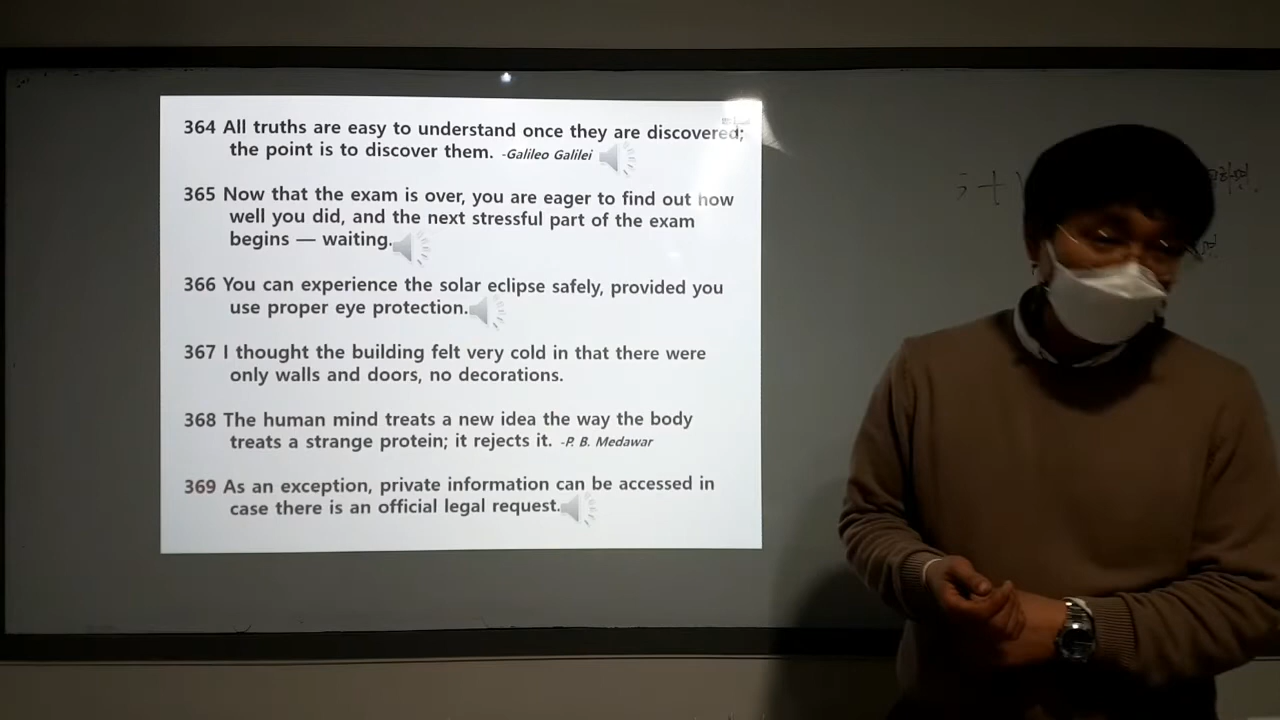 364 All truths are easy to understand once they are discovered;
the point is to discover them. -Galileo Galilei
365 Now that the exam is over, you are eager to find out how
well you did, and the next stressful part of the exam
begins — waiting.
366 You can experience the solar eclipse safely, provided you
use proper eye protection.
367 I thought the building felt very cold in that there were
only walls and doors, no decorations.
368 The human mind treats a new idea the way the body
treats a strange protein; it rejects it. -P. B. Medawar
369 As an exception, private information can be accessed in
case there is an official legal request.